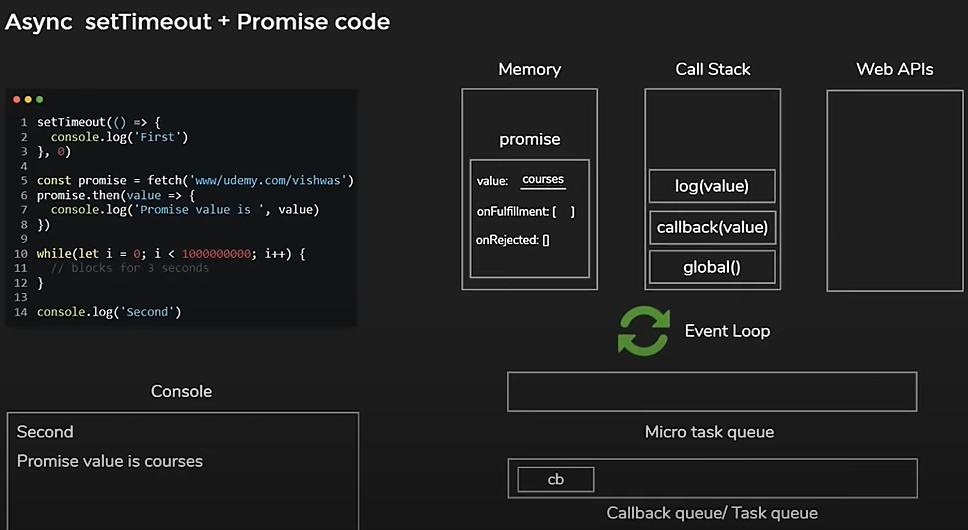 Async setTimeout + Promise code
1 setTimeout(() => {
2 console.log('First')
3 }, 0)
4
5 const promise = fetch('www/udemy.com/vishwas')
6 promise.then(value => {
7 console.log('Promise value is ', value)
8 })
9
10 while(let i = 0; i < 1000000000; i++) {
11 // blocks for 3 seconds
12 }
13
14 console.log('Second')
Console
Second
Promise value is courses
Memory
promise
value: courses
onFulfillment: [ ]
onRejected: []
Call Stack
log(value)
callback(value)
global()
Web APIs
Event Loop
Micro task queue
cb
Callback queue/ Task queue